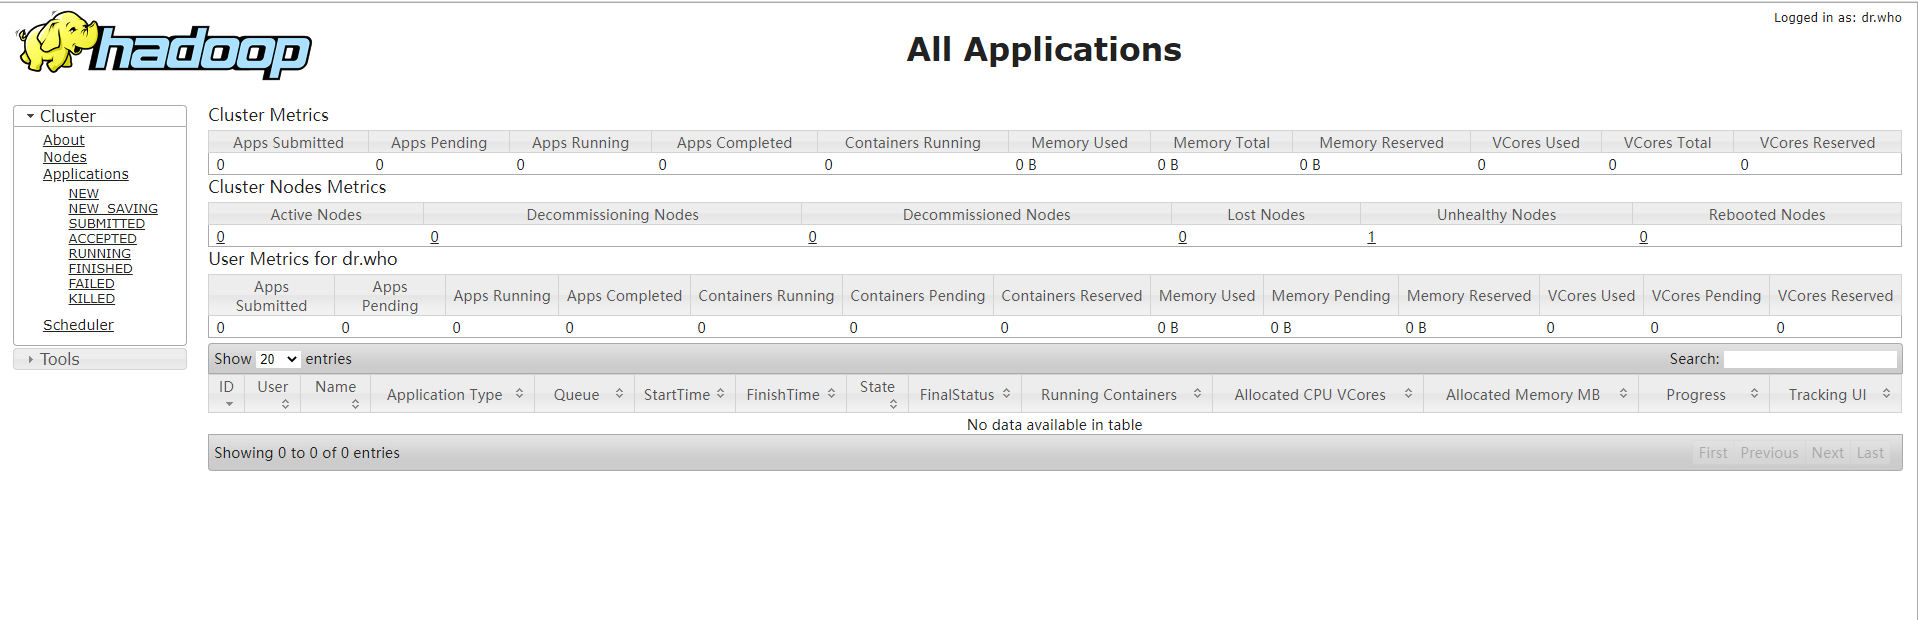 Logged in as: dr.who
hadoop
All Applications
Cluster
About
Nodes
Applications
NEW
NEW_SAVING
SUBMITTED
ACCEPTED
RUNNING
FINISHED
FAILED
KILLED
Scheduler
Tools
Cluster Metrics
Apps Submitted Apps Pending Apps Running Apps Completed Containers Running Memory Used Memory Total Memory Reserved VCores Used VCores Total VCores Reserved
0 0 0 0 0 0 B 0 B 0 B 0 0 0
Cluster Nodes Metrics
Active Nodes Decommissioning Nodes Decommissioned Nodes Lost Nodes Unhealthy Nodes Rebooted Nodes
0 0 0 0 1 0
User Metrics for dr.who
Apps Submitted Apps Pending Apps Running Apps Completed Containers Running Containers Pending Containers Reserved Memory Used Memory Pending Memory Reserved VCores Used VCores Pending VCores Reserved
0 0 0 0 0 0 0 0 B 0 B 0 B 0 0 0
Show 20 entries Search:
ID User Name Application Type Queue StartTime FinishTime State FinalStatus Running Containers Allocated CPU VCores Allocated Memory MB Progress Tracking UI
No data available in table
Showing 0 to 0 of 0 entries First Previous Next Last